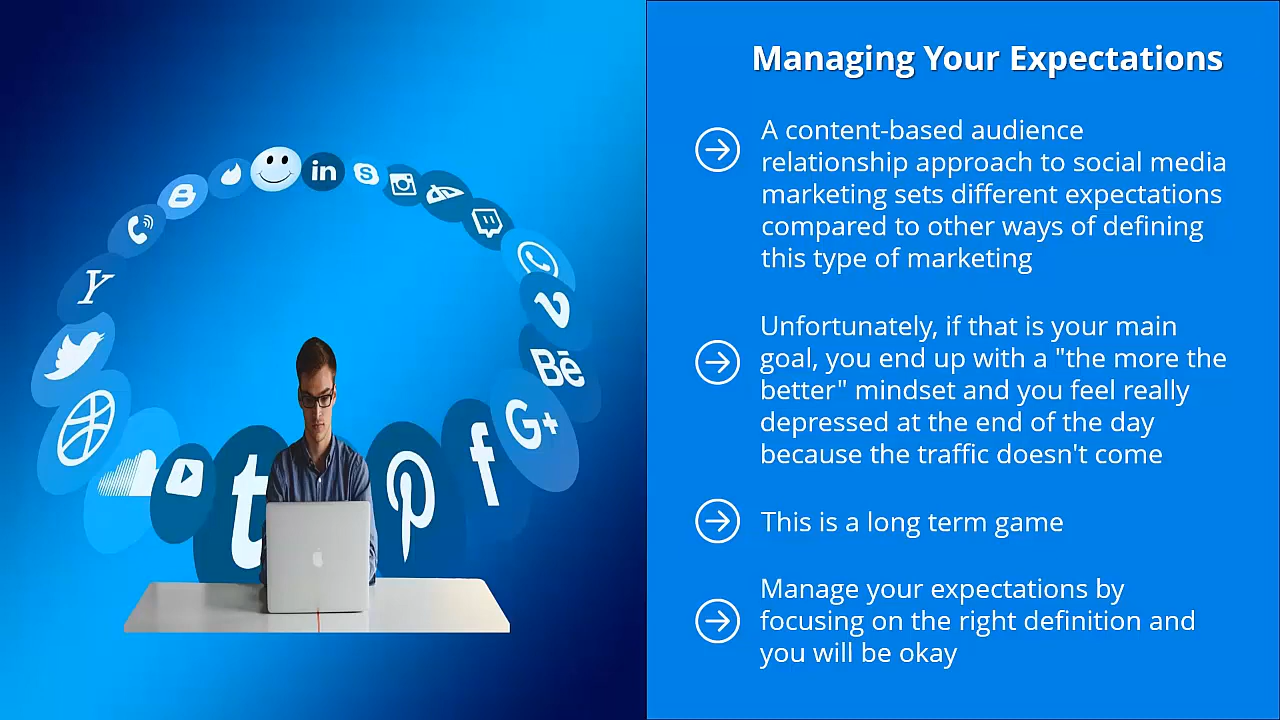 Managing Your Expectations
A content-based audience
relationship approach to social media
marketing sets different expectations
compared to other ways of defining
this type of marketing
Unfortunately, if that is your main
goal, you end up with a "the more the
better" mindset and you feel really
depressed at the end of the day
because the traffic doesn't come
This is a long term game
Manage your expectations by
focusing on the right definition and
you will be okay
in
S
B
Y
V
Bē
G+
t
f